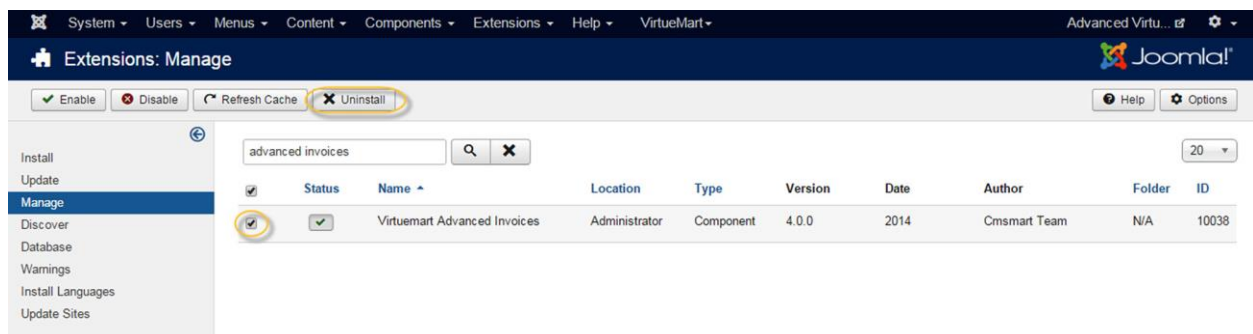 System Users Menus Content Components Extensions Help VirtueMart Advanced Virtu...
Extensions: Manage Joomla!®
Enable Disable Refresh Cache Uninstall Help Options
Install
Update
Manage
Discover
Database
Warnings
Install Languages
Update Sites
advanced invoices 20
Status Name Location Type Version Date Author Folder ID
Virtuemart Advanced Invoices Administrator Component 4.0.0 2014 Cmsmart Team N/A 10038